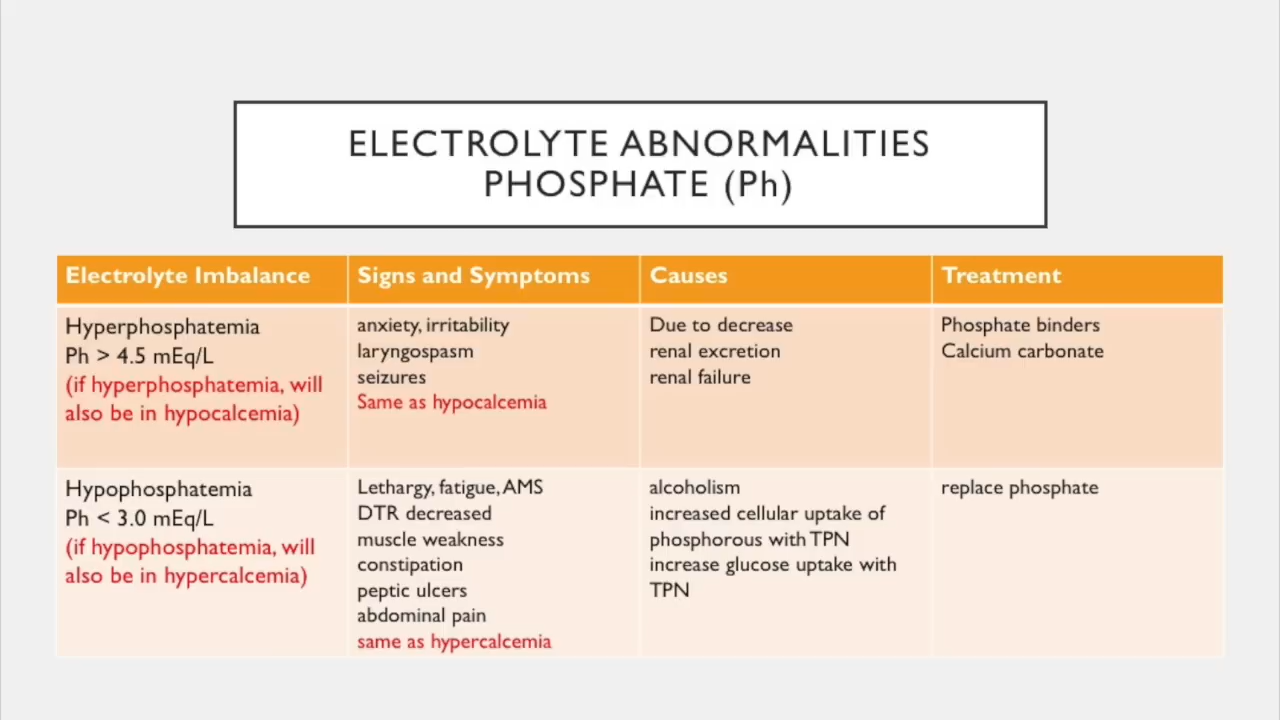 ELECTROLYTE ABNORMALITIES
PHOSPHATE (Ph)
Electrolyte Imbalance
Signs and Symptoms
Causes
Treatment
Hyperphosphatemia
Ph > 4.5 mEq/L
(if hyperphosphatemia, will
also be in hypocalcemia)
anxiety, irritability
laryngospasm
seizures
Same as hypocalcemia
Due to decrease
renal excretion
renal failure
Phosphate binders
Calcium carbonate
Hypophosphatemia
Ph < 3.0 mEq/L
(if hypophosphatemia, will
also be in hypercalcemia)
Lethargy, fatigue, AMS
DTR decreased
muscle weakness
constipation
peptic ulcers
abdominal pain
same as hypercalcemia
alcoholism
increased cellular uptake of
phosphorous with TPN
increase glucose uptake with
TPN
replace phosphate